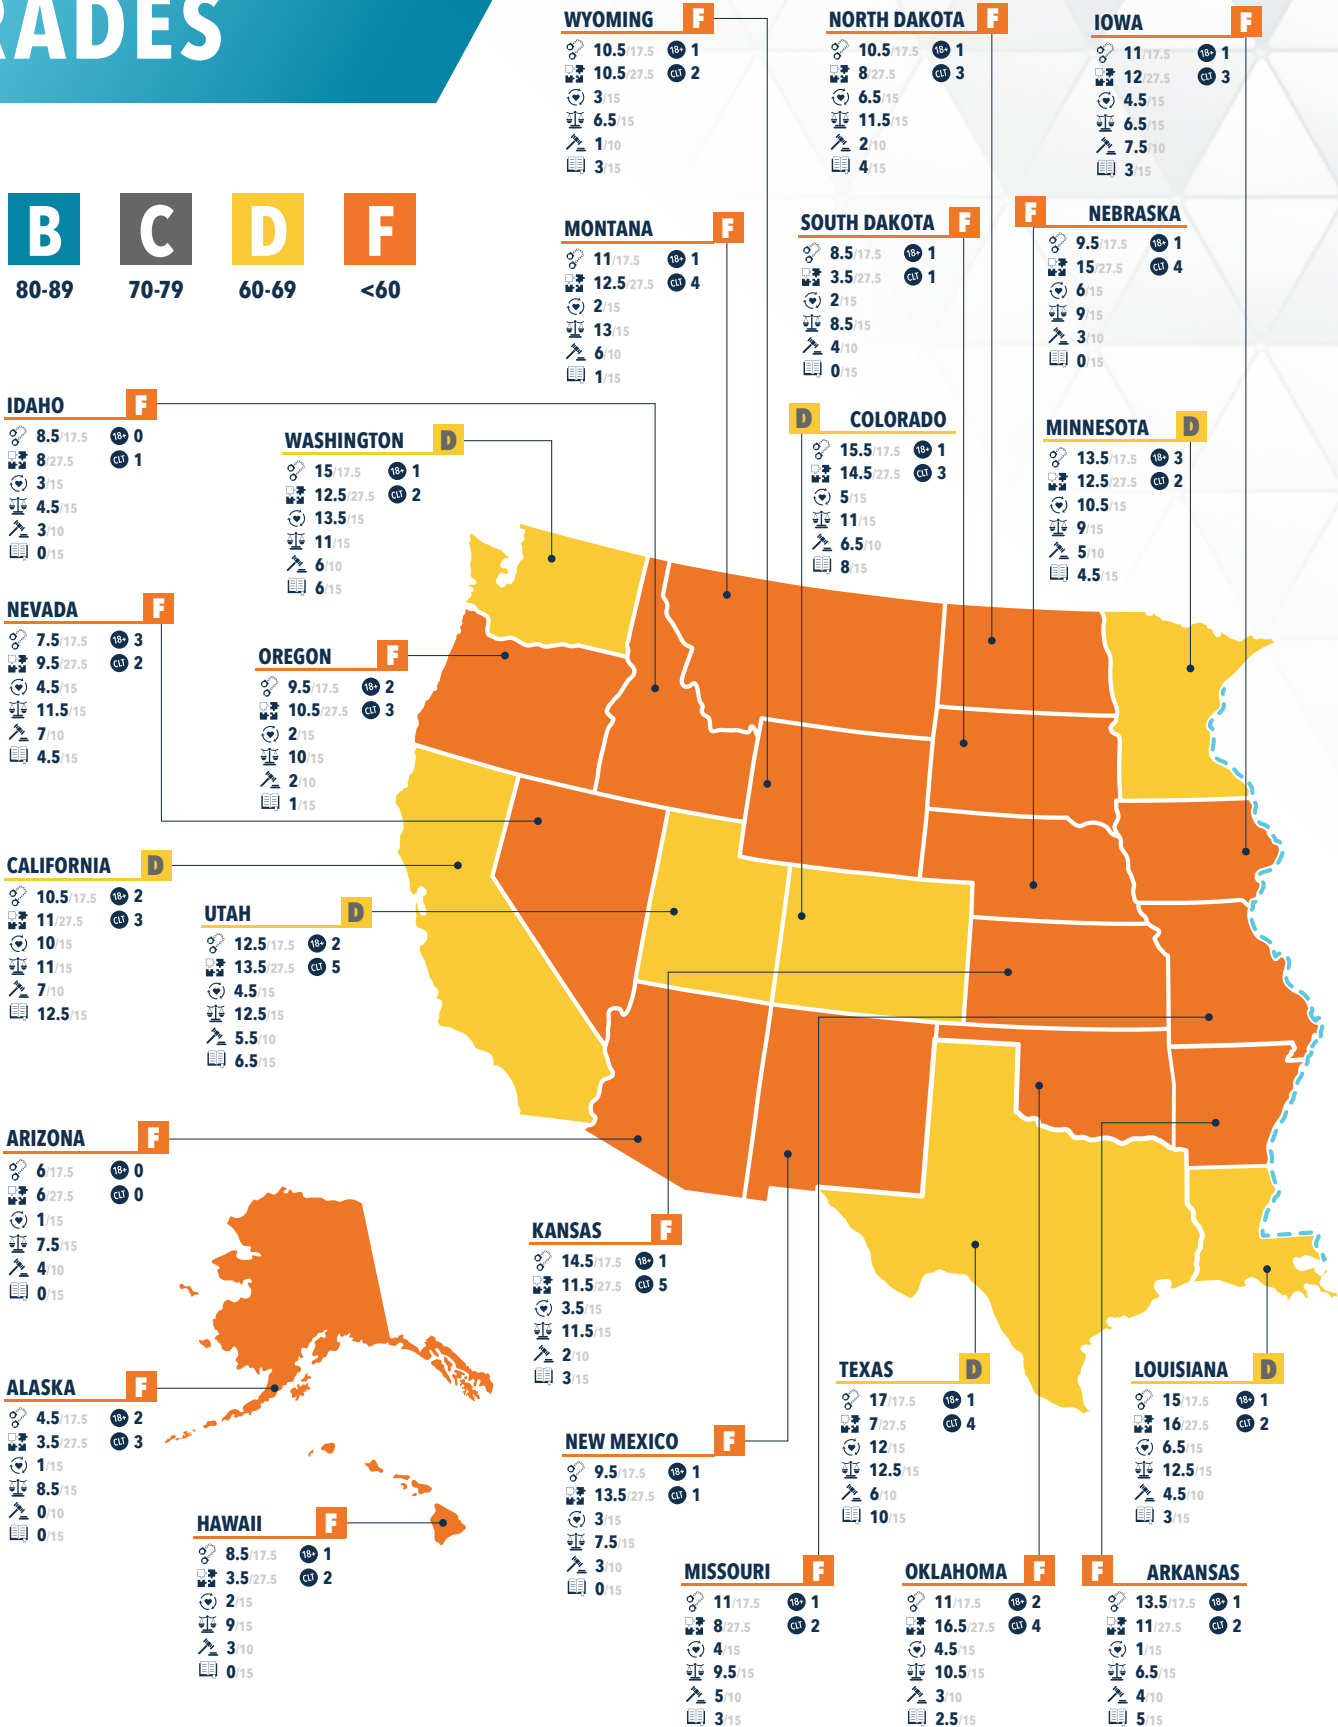 RADES
B
80-89
C
70-79
D
60-69
F
<60
WYOMING F
10.5/17.5 18+ 1
10.5/27.5 CLT 2
3/15
6.5/15
1/10
3/15
NORTH DAKOTA F
10.5/17.5 18+ 1
8/27.5 CLT 3
6.5/15
11.5/15
2/10
4/15
IOWA F
11/17.5 18+ 1
12/27.5 CLT 3
4.5/15
6.5/15
7.5/10
3/15
MONTANA F
11/17.5 18+ 1
12.5/27.5 CLT 4
2/15
13/15
6/10
1/15
SOUTH DAKOTA F
8.5/17.5 18+ 1
3.5/27.5 CLT 1
2/15
8.5/15
4/10
0/15
F NEBRASKA
9.5/17.5 18+ 1
15/27.5 CLT 4
6/15
9/15
3/10
0/15
IDAHO F
8.5/17.5 18+ 0
8/27.5 CLT 1
3/15
4.5/15
3/10
0/15
WASHINGTON D
15/17.5 18+ 1
12.5/27.5 CLT 2
13.5/15
11/15
6/10
6/15
D COLORADO
15.5/17.5 18+ 1
14.5/27.5 CLT 3
5/15
11/15
6.5/10
8/15
MINNESOTA D
13.5/17.5 18+ 3
12.5/27.5 CLT 2
10.5/15
9/15
5/10
4.5/15
NEVADA F
7.5/17.5 18+ 3
9.5/27.5 CLT 2
4.5/15
11.5/15
7/10
4.5/15
OREGON F
9.5/17.5 18+ 2
10.5/27.5 CLT 3
2/15
10/15
2/10
1/15
CALIFORNIA D
10.5/17.5 18+ 2
11/27.5 CLT 3
10/15
11/15
7/10
12.5/15
UTAH D
12.5/17.5 18+ 2
13.5/27.5 CLT 5
4.5/15
12.5/15
5.5/10
6.5/15
ARIZONA F
6/17.5 18+ 0
6/27.5 CLT 0
1/15
7.5/15
4/10
0/15
KANSAS F
14.5/17.5 18+ 1
11.5/27.5 CLT 5
3.5/15
11.5/15
2/10
3/15
ALASKA F
4.5/17.5 18+ 2
3.5/27.5 CLT 3
1/15
8.5/15
0/10
0/15
TEXAS D
17/17.5 18+ 1
7/27.5 CLT 4
12/15
12.5/15
6/10
10/15
LOUISIANA D
15/17.5 18+ 1
16/27.5 CLT 2
6.5/15
12.5/15
4.5/10
3/15
NEW MEXICO F
9.5/17.5 18+ 1
13.5/27.5 CLT 1
3/15
7.5/15
3/10
0/15
HAWAII F
8.5/17.5 18+ 1
3.5/27.5 CLT 2
2/15
9/15
3/10
0/15
MISSOURI F
11/17.5 18+ 1
8/27.5 CLT 2
4/15
9.5/15
5/10
3/15
OKLAHOMA F
11/17.5 18+ 2
16.5/27.5 CLT 4
4.5/15
10.5/15
3/10
2.5/15
F ARKANSAS
13.5/17.5 18+ 1
11/27.5 CLT 2
1/15
6.5/15
4/10
5/15